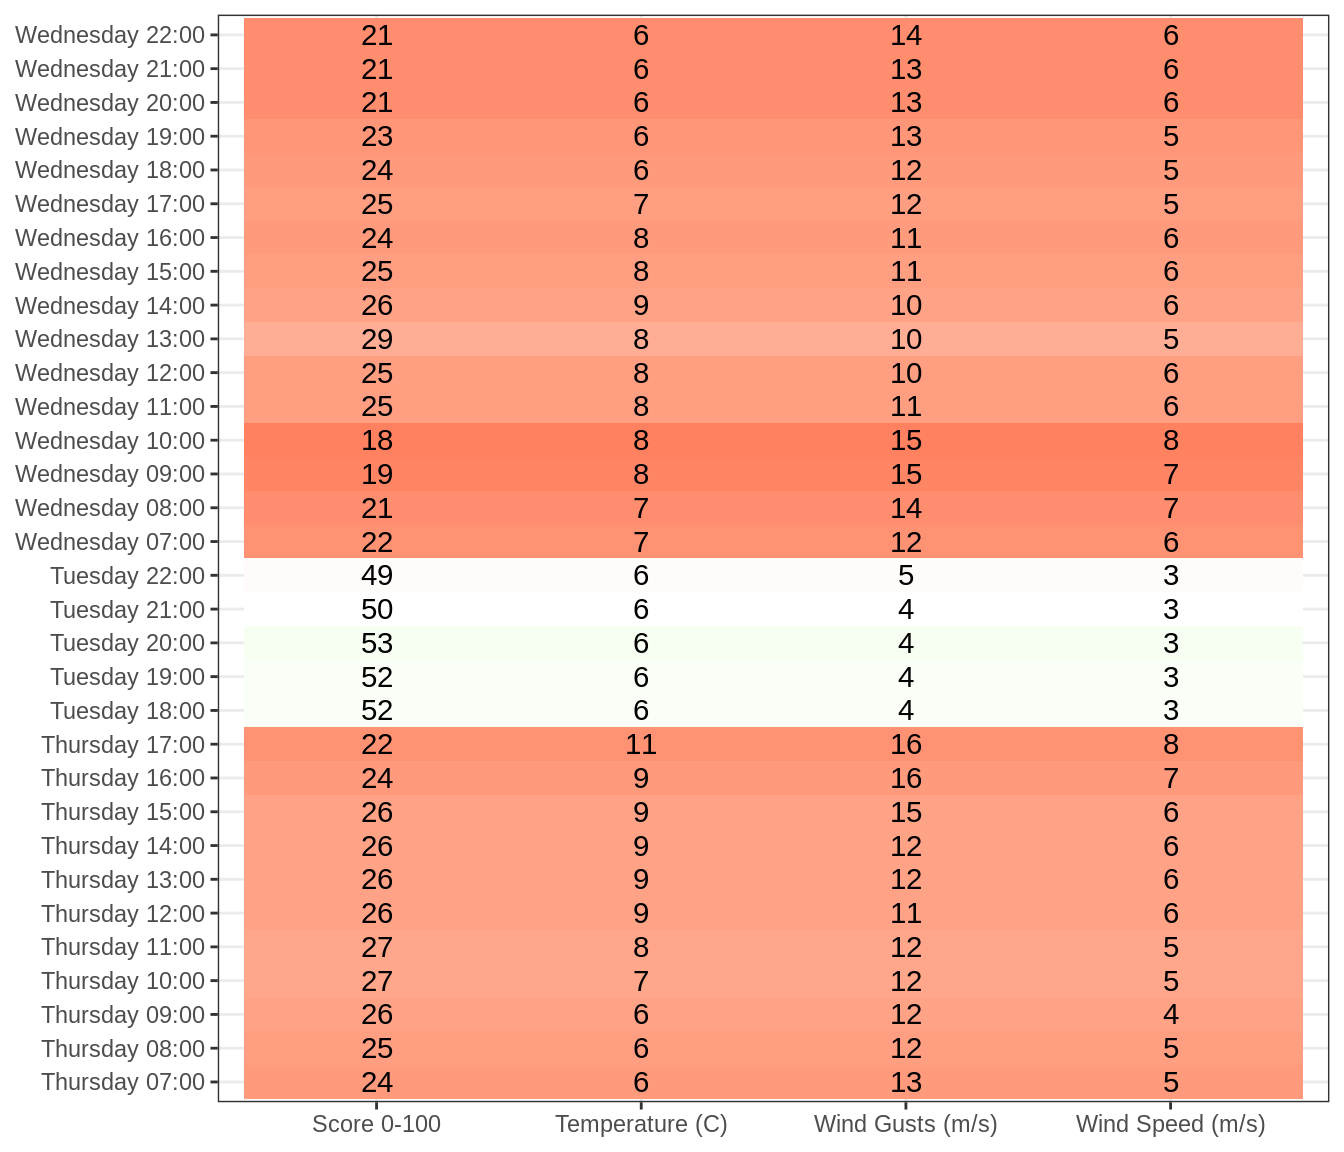 Wednesday 22:00 21 6 14 6
Wednesday 21:00 21 6 13 6
Wednesday 20:00 21 6 13 6
Wednesday 19:00 23 6 13 5
Wednesday 18:00 24 6 12 5
Wednesday 17:00 25 7 12 5
Wednesday 16:00 24 8 11 6
Wednesday 15:00 25 8 11 6
Wednesday 14:00 26 9 10 6
Wednesday 13:00 29 8 10 5
Wednesday 12:00 25 8 10 6
Wednesday 11:00 25 8 11 6
Wednesday 10:00 18 8 15 8
Wednesday 09:00 19 8 15 7
Wednesday 08:00 21 7 14 7
Wednesday 07:00 22 7 12 6
Tuesday 22:00 49 6 5 3
Tuesday 21:00 50 6 4 3
Tuesday 20:00 53 6 4 3
Tuesday 19:00 52 6 4 3
Tuesday 18:00 52 6 4 3
Thursday 17:00 22 11 16 8
Thursday 16:00 24 9 16 7
Thursday 15:00 26 9 15 6
Thursday 14:00 26 9 12 6
Thursday 13:00 26 9 12 6
Thursday 12:00 26 9 11 6
Thursday 11:00 27 8 12 5
Thursday 10:00 27 7 12 5
Thursday 09:00 26 6 12 4
Thursday 08:00 25 6 12 5
Thursday 07:00 24 6 13 5
Score 0-100 Temperature (C) Wind Gusts (m/s) Wind Speed (m/s)